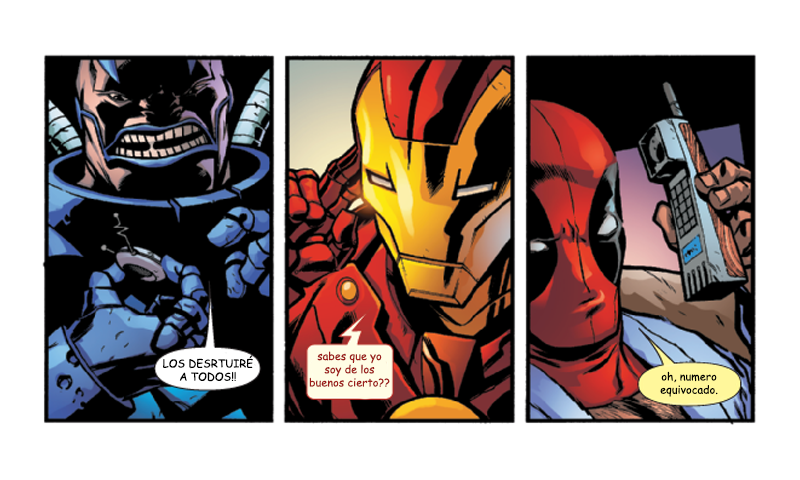 LOS DESRTUIRÉ
A TODOS!!
sabes que yo
soy de los
buenos cierto??
oh, numero
equivocado.